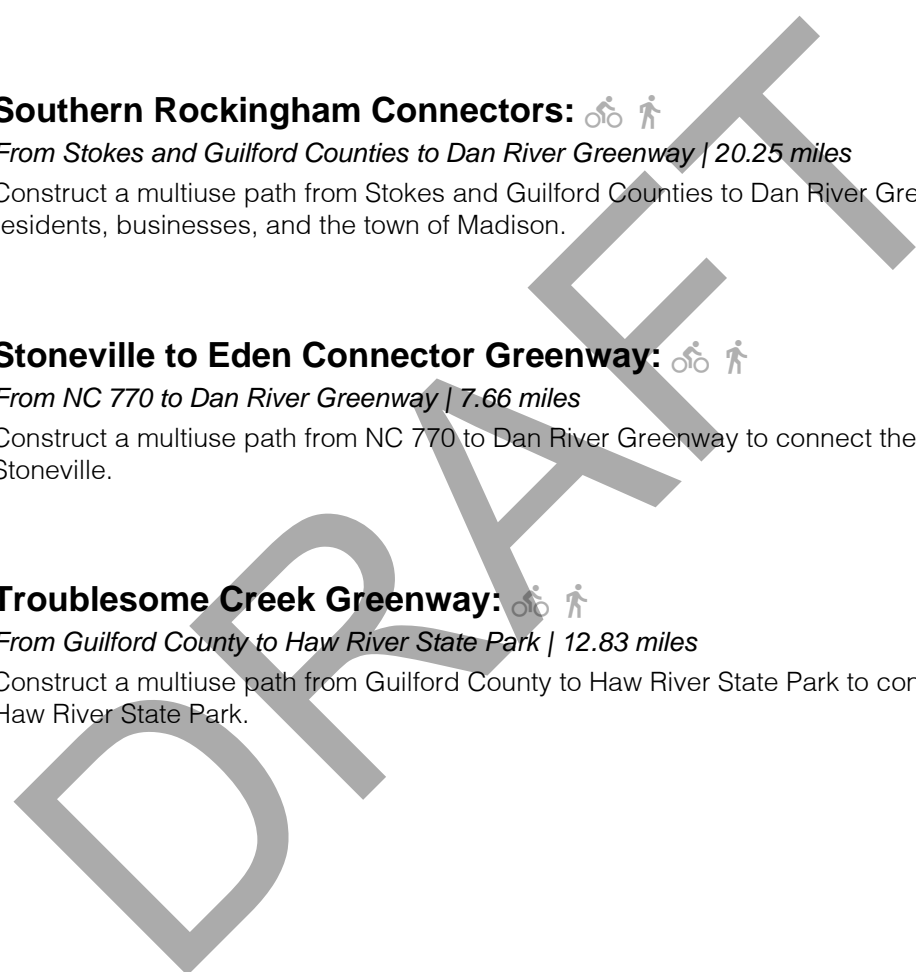 Southern Rockingham Connectors:
From Stokes and Guilford Counties to Dan River Greenway | 20.25 miles
Construct a multiuse path from Stokes and Guilford Counties to Dan River Gre
esidents, businesses, and the town of Madison.
Stoneville to Eden Connector Greenway:
From NC 770 to Dan River Greenway | 7.66 miles
Construct a multiuse path from NC 770 to Dan River Greenway to connect the
Stoneville.
Troublesome Creek Greenway:
From Guilford County to Haw River State Park | 12.83 miles
Construct a multiuse path from Guilford County to Haw River State Park to con
Haw River State Park.
DRAFT